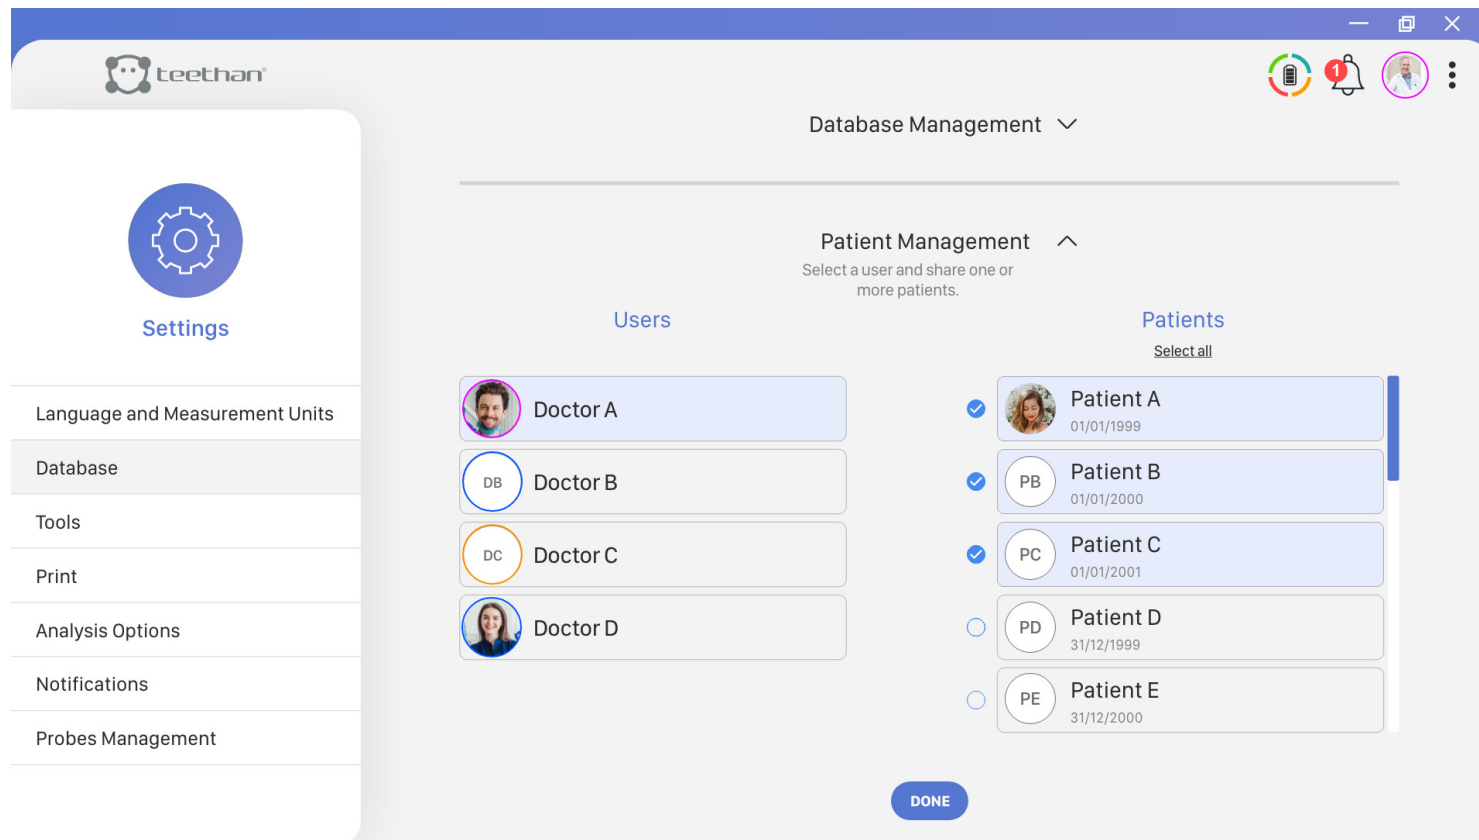 teethan®
1
Settings
Language and Measurement Units
Database
Tools
Print
Analysis Options
Notifications
Probes Management
Database Management
Patient Management
Select a user and share one or
more patients.
Users
Doctor A
DB
Doctor B
DC
Doctor C
Doctor D
Patients
Select all
Patient A
01/01/1999
PB
Patient B
01/01/2000
PC
Patient C
01/01/2001
PD
Patient D
31/12/1999
PE
Patient E
31/12/2000
DONE